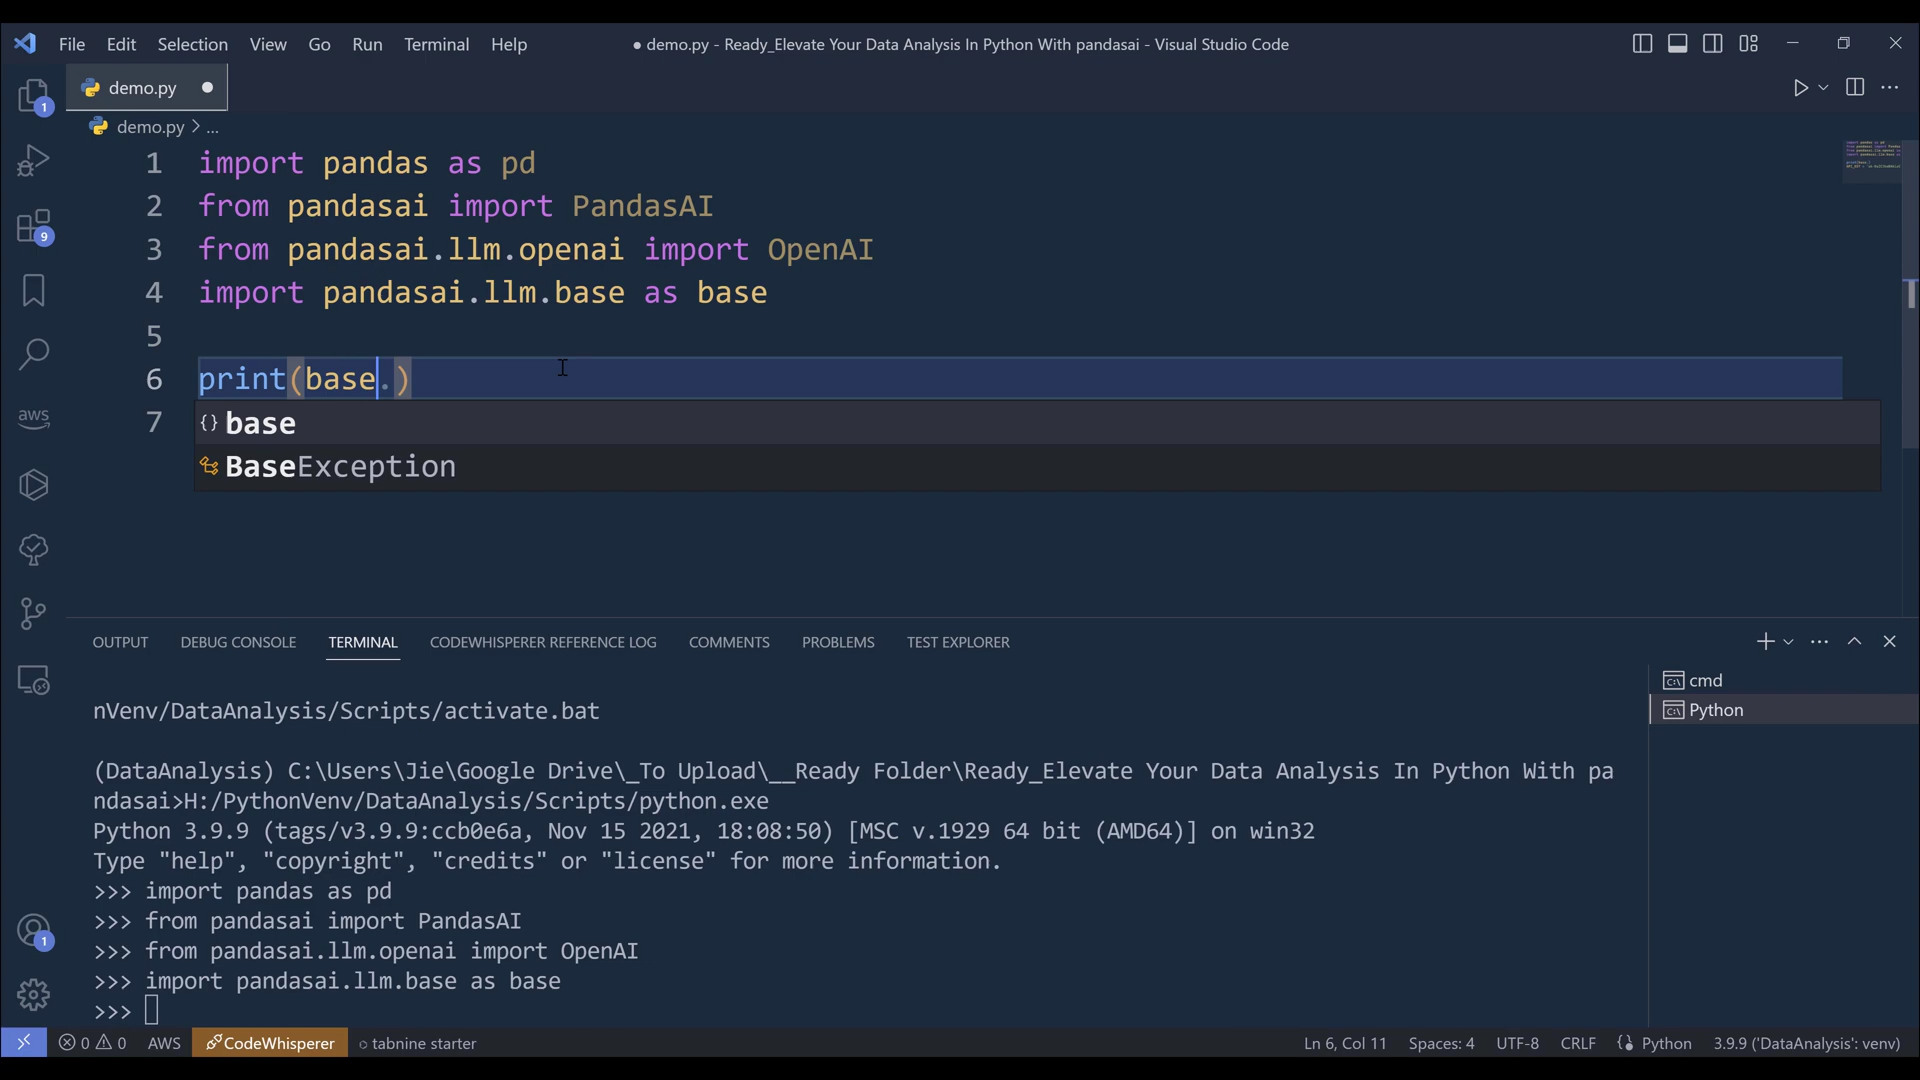 File Edit Selection View Go Run Terminal Help
● demo.py - Ready_Elevate Your Data Analysis In Python With pandasai - Visual Studio Code
demo.py ●
demo.py > ...
1 import pandas as pd
2 from pandasai import PandasAI
3 from pandasai.llm.openai import OpenAI
4 import pandasai.llm.base as base
5
6 print(base.)
7
{} base
BaseException
1
9
aws
1
OUTPUT DEBUG CONSOLE TERMINAL CODEWHISPERER REFERENCE LOG COMMENTS PROBLEMS TEST EXPLORER
cmd
Python
nVenv/DataAnalysis/Scripts/activate.bat
(DataAnalysis) C:\Users\Jie\Google Drive\_To Upload\__Ready Folder\Ready_Elevate Your Data Analysis In Python With pa
ndasai>H:/PythonVenv/DataAnalysis/Scripts/python.exe
Python 3.9.9 (tags/v3.9.9:ccb0e6a, Nov 15 2021, 18:08:50) [MSC v.1929 64 bit (AMD64)] on win32
Type "help", "copyright", "credits" or "license" for more information.
>>> import pandas as pd
>>> from pandasai import PandasAI
>>> from pandasai.llm.openai import OpenAI
>>> import pandasai.llm.base as base
>>>
0 0 AWS CodeWhisperer tabnine starter Ln 6, Col 11 Spaces: 4 UTF-8 CRLF Python 3.9.9 ('DataAnalysis': venv)